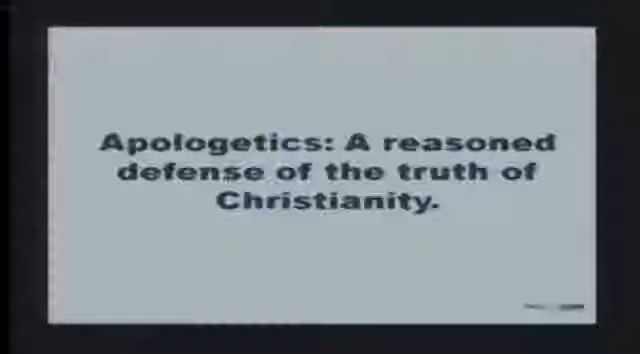 Apologetics: A reasoned
defense of the truth of
Christianity.